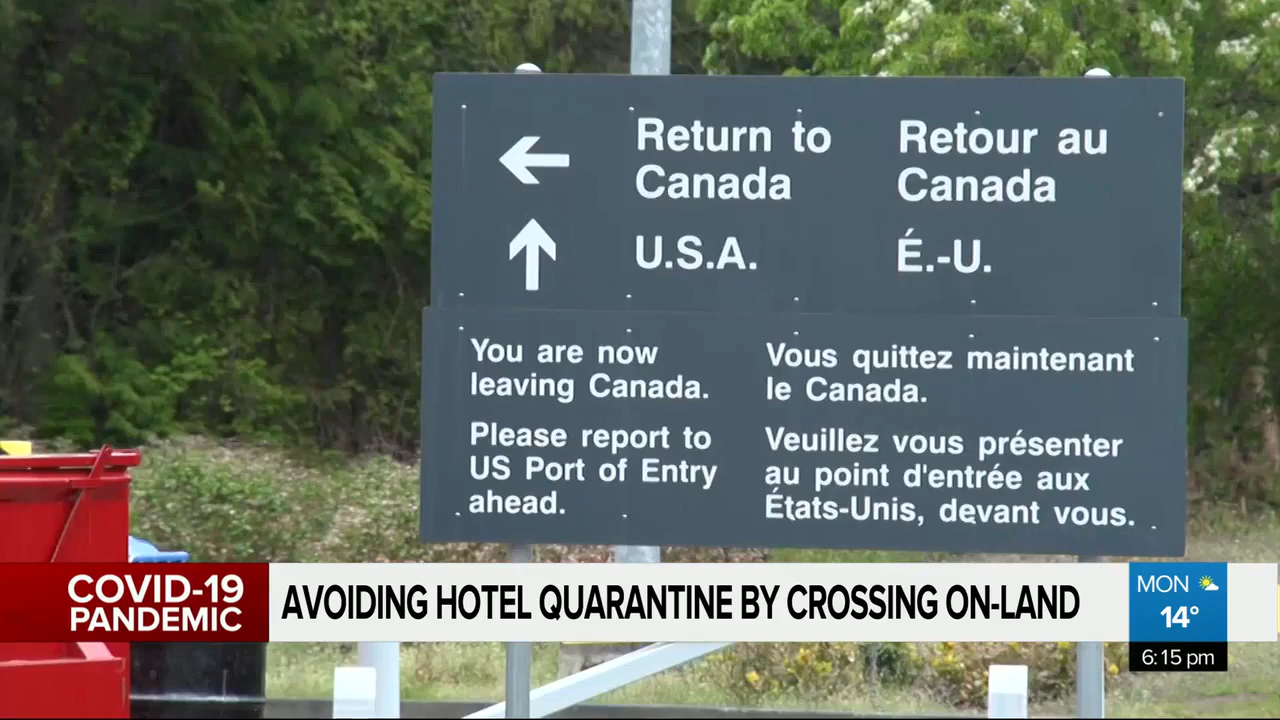 Return to
Canada
Retour au
Canada
U.S.A.
É.-U.
You are now
leaving Canada.
Please report to
US Port of Entry
ahead.
Vous quittez maintenant
le Canada.
Veuillez vous présenter
au point d'entrée aux
États-Unis, devant vous.
COVID-19
PANDEMIC
AVOIDING HOTEL QUARANTINE BY CROSSING ON-LAND
MON
14°
6:15 pm